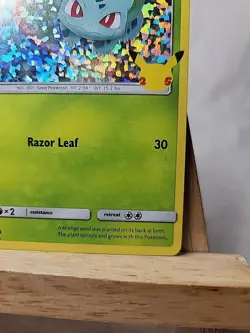 NO. 001 Seed Pokémon HT: 2'04" WT: 15.2 lbs.
25
Razor Leaf 30
×2 resistance retreat
A strange seed was planted on its back at birth.
The plant sprouts and grows with this Pokémon.